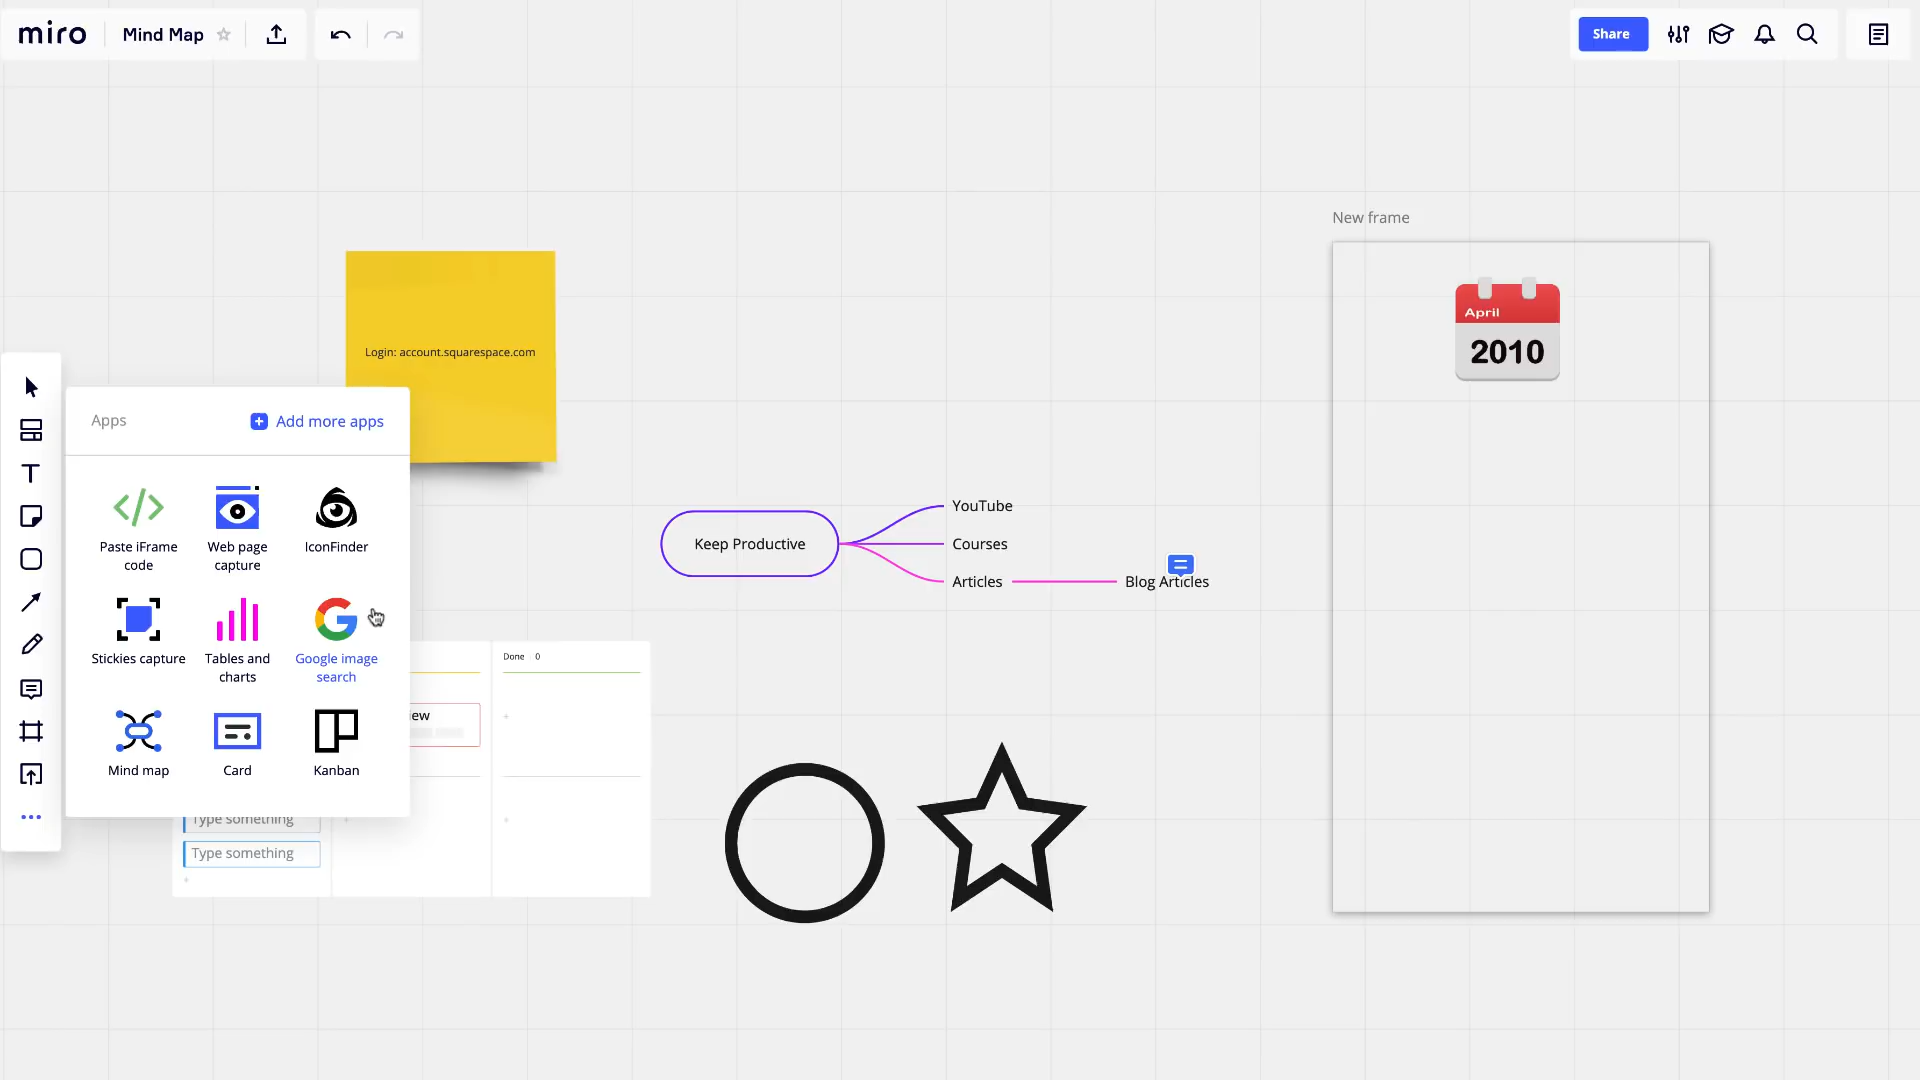 miro
Mind Map
Share
New frame
April
2010
Login: account.squarespace.com
Apps
Add more apps
Paste iFrame
code
Web page
capture
IconFinder
Stickies capture
Tables and
charts
Google image
search
Mind map
Card
Kanban
Keep Productive
YouTube
Courses
Articles
Blog Articles
Done 0
Type something
Type something